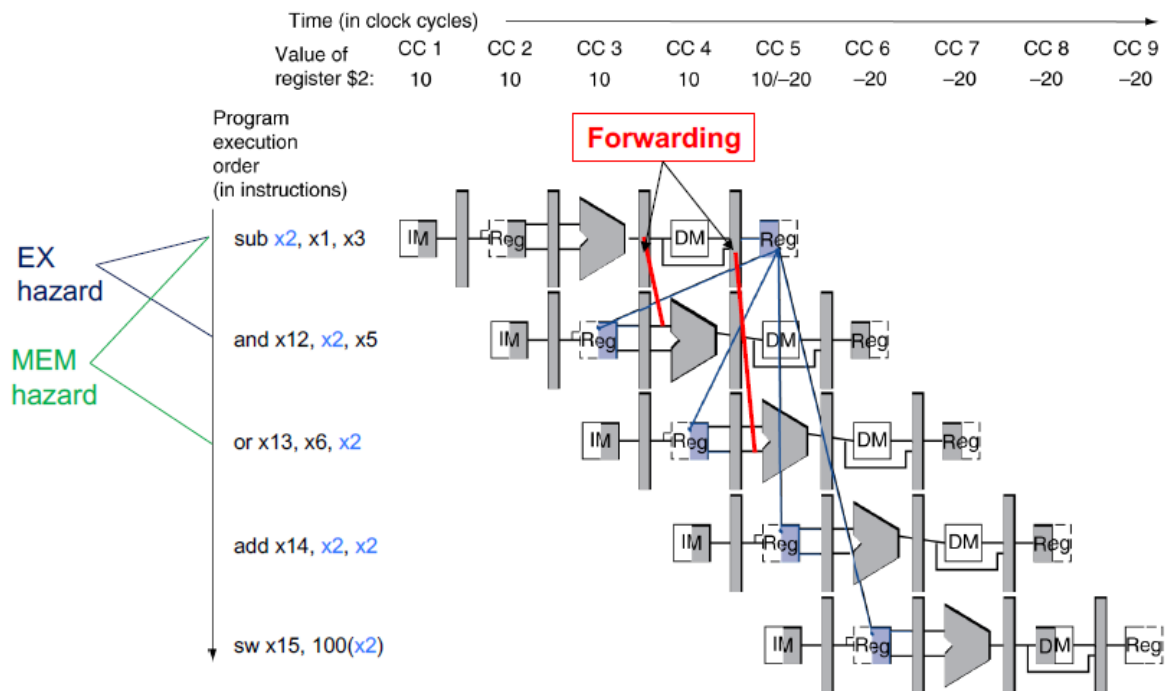 Time (in clock cycles)
CC 1 CC 2 CC 3 CC 4 CC 5 CC 6 CC 7 CC 8 CC 9
Value of
register $2: 10 10 10 10 10/–20 –20 –20 –20 –20
Program
execution
order
(in instructions)
Forwarding
sub x2, x1, x3
IM Reg DM Reg
EX
hazard
and x12, x2, x5
IM Reg DM Reg
MEM
hazard
or x13, x6, x2
IM Reg DM Reg
add x14, x2, x2
IM Reg DM Reg
sw x15, 100(x2)
IM Reg DM Reg